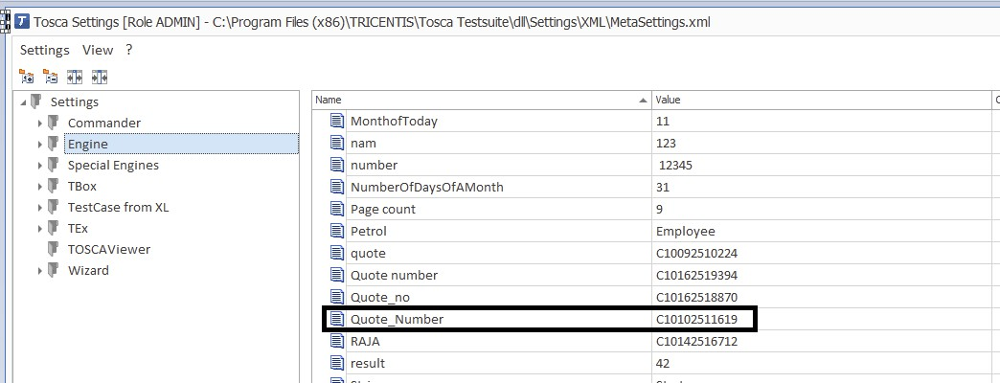 Tosca Settings [Role ADMIN] - C:\Program Files (x86)\TRICENTIS\Tosca Testsuite\dll\Settings\XML\MetaSettings.xml
Settings View ?
Settings
Commander
Engine
Special Engines
TBox
TestCase from XL
TEx
TOSCAViewer
Wizard
Name Value
MonthofToday 11
nam 123
number 12345
NumberOfDaysOfAMonth 31
Page count 9
Petrol Employee
quote C10092510224
Quote number C10162519394
Quote_no C10162518870
Quote_Number C10102511619
RAJA C10142516712
result 42